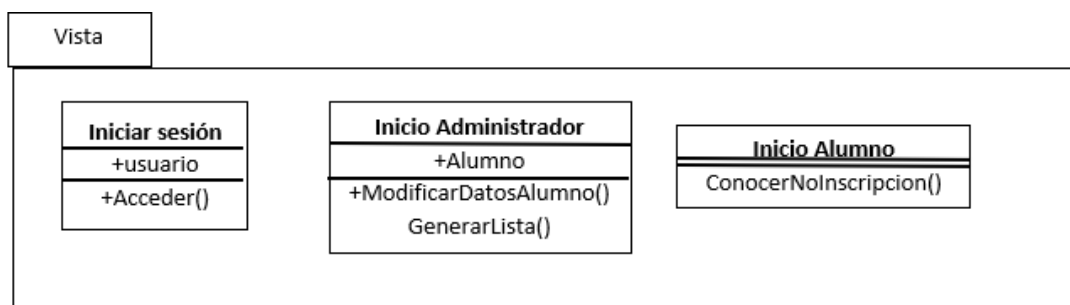 Vista
Iniciar sesión
+usuario
+Acceder()
Inicio Administrador
+Alumno
+ModificarDatosAlumno()
GenerarLista()
Inicio Alumno
ConocerNoInscripcion()